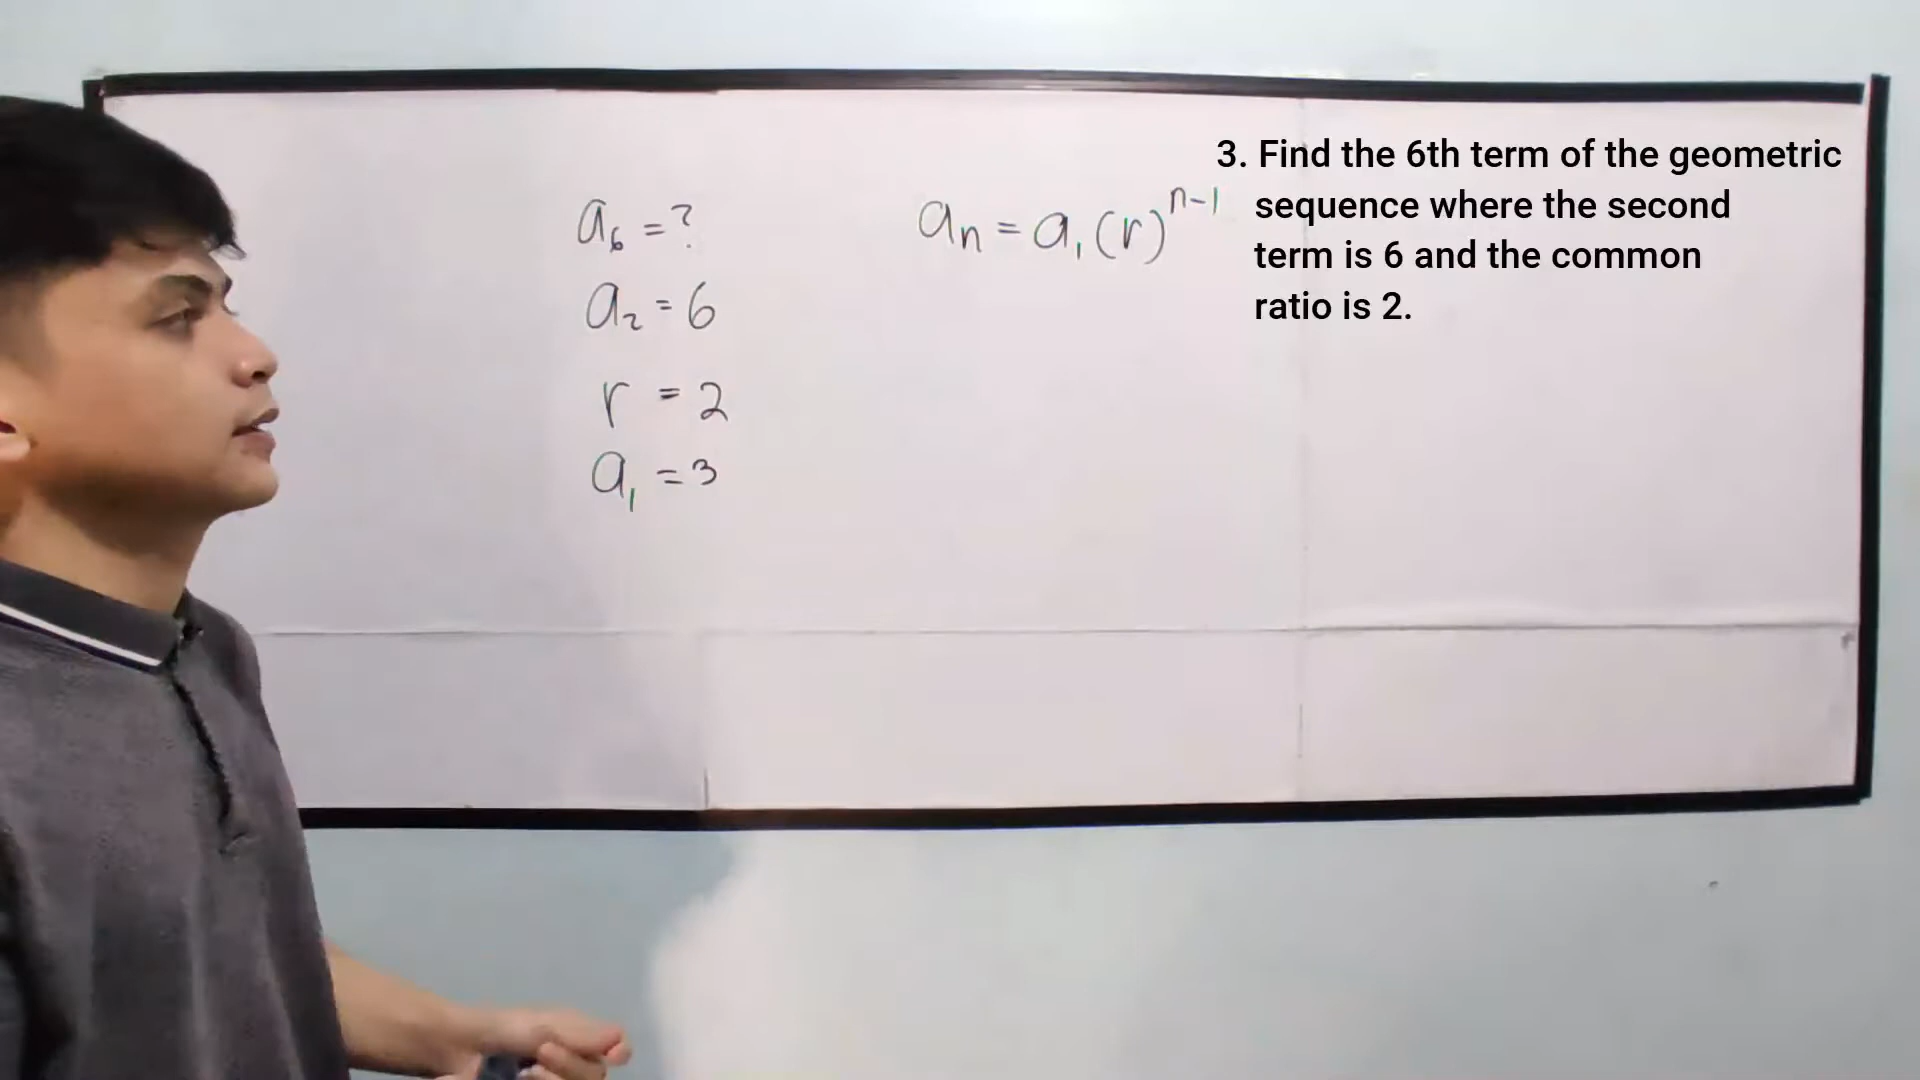 a₆ = ?
a₂ = 6
r = 2
a₁ = 3
aₙ = a₁(r)ⁿ⁻¹
3. Find the 6th term of the geometric
sequence where the second
term is 6 and the common
ratio is 2.